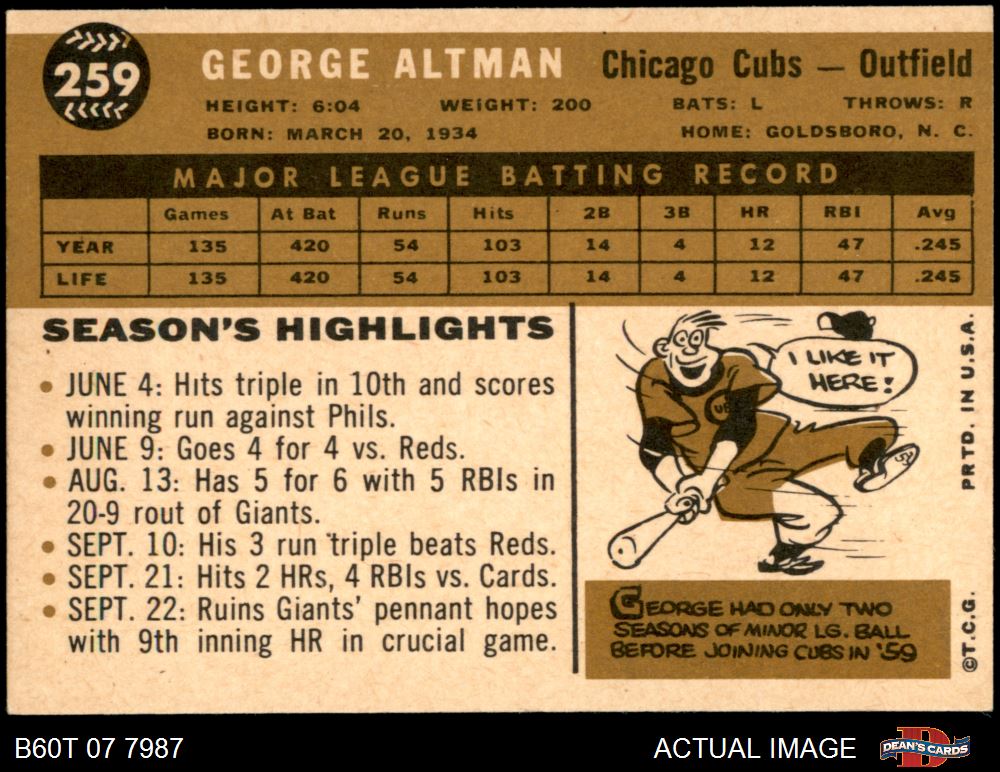 259
GEORGE ALTMAN Chicago Cubs — Outfield
HEIGHT: 6:04 WEIGHT: 200 BATS: L THROWS: R
BORN: MARCH 20, 1934 HOME: GOLDSBORO, N. C.
MAJOR LEAGUE BATTING RECORD
Games At Bat Runs Hits 2B 3B HR RBI Avg
YEAR 135 420 54 103 14 4 12 47 .245
LIFE 135 420 54 103 14 4 12 47 .245
SEASON'S HIGHLIGHTS
• JUNE 4: Hits triple in 10th and scores
winning run against Phils.
• JUNE 9: Goes 4 for 4 vs. Reds.
• AUG. 13: Has 5 for 6 with 5 RBIs in
20-9 rout of Giants.
• SEPT. 10: His 3 run triple beats Reds.
• SEPT. 21: Hits 2 HRs, 4 RBIs vs. Cards.
• SEPT. 22: Ruins Giants' pennant hopes
with 9th inning HR in crucial game.
I LIKE IT
HERE!
GEORGE HAD ONLY TWO
SEASONS OF MINOR LG. BALL
BEFORE JOINING CUBS IN '59
PRTD. IN U.S.A.
©T.C.G.
B60T 07 7987 ACTUAL IMAGE
DEAN'S CARDS